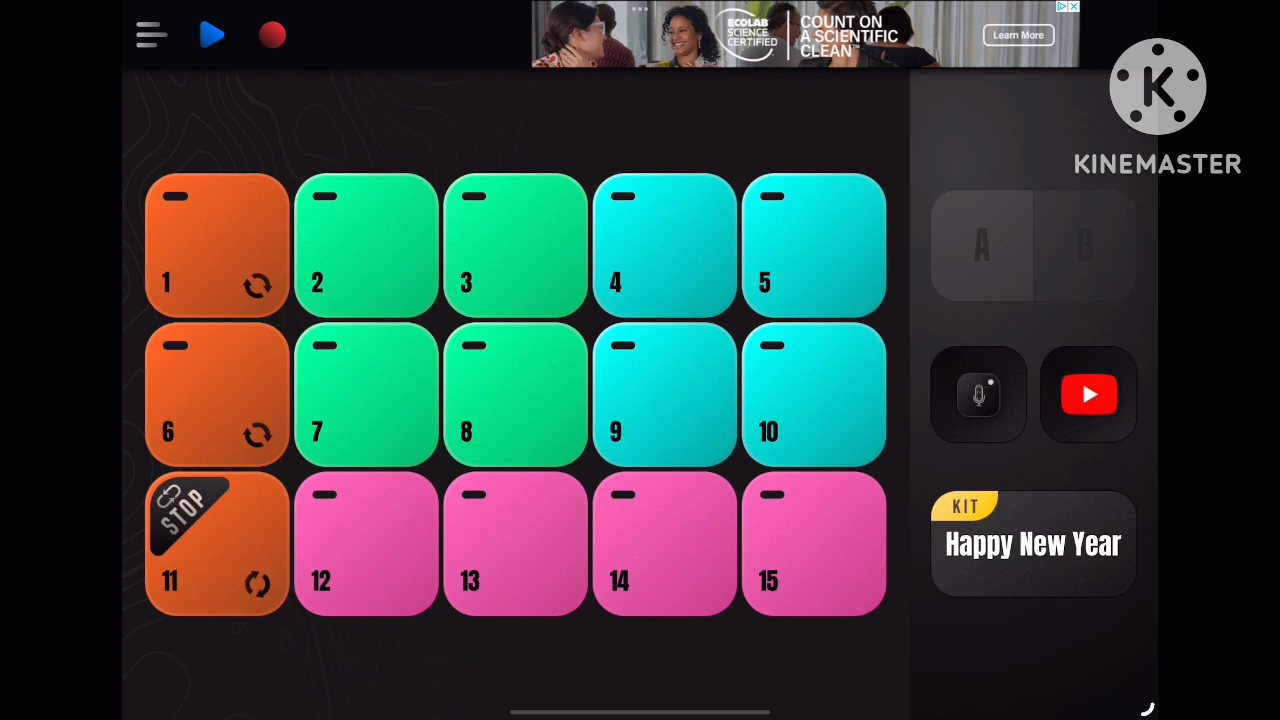 ECOLAB
SCIENCE
CERTIFIED
COUNT ON
A SCIENTIFIC
CLEAN™
Learn More
K
KINEMASTER
1
2
3
4
5
A
B
6
7
8
9
10
STOP
11
12
13
14
15
KIT
Happy New Year